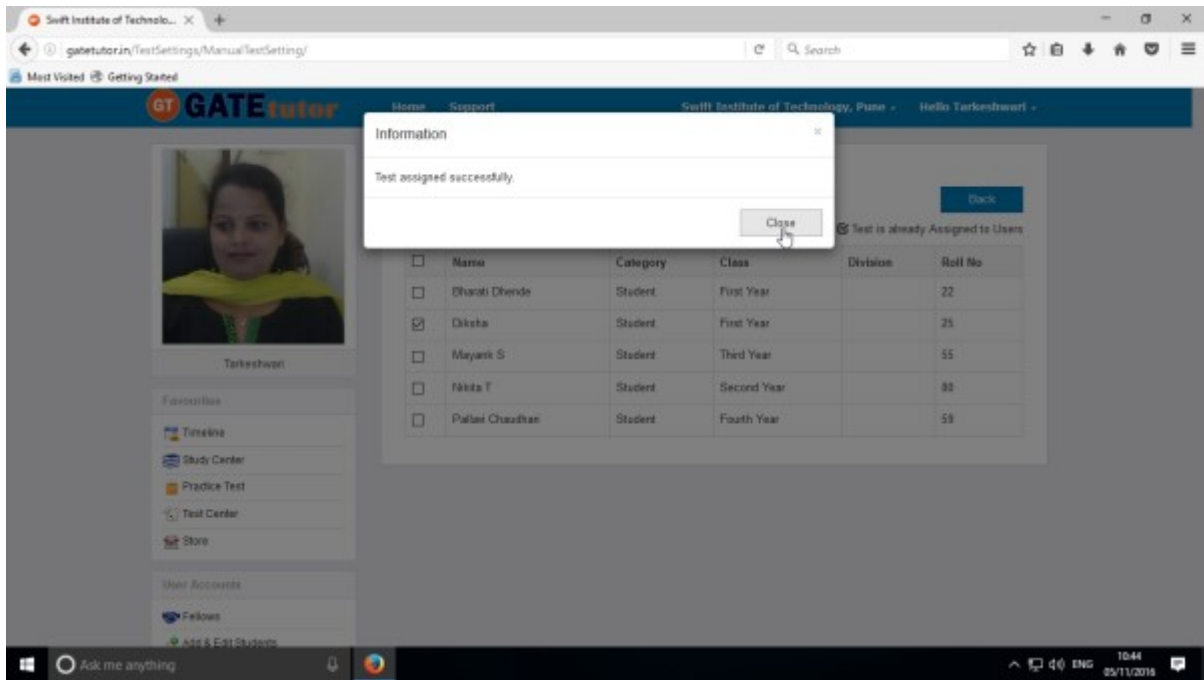 Swift Institute of Technolo...
gatetutor.in/TestSettings/ManualTestSetting/
Search
Most Visited Getting Started
GT GATEtutor Home Support Swift Institute of Technology, Pune Hello Tarkeshwari
Information
Test assigned successfully.
Close
Back
Test is already Assigned to Users
Name Category Class Division Roll No
Bharati Dhende Student First Year 22
Diksha Student First Year 25
Mayank S Student Third Year 55
Nikita T Student Second Year 80
Pallavi Chaudhari Student Fourth Year 59
Tarkeshwari
Favourites
Timeline
Study Center
Practice Test
Test Center
Store
User Accounts
Fellows
Add & Edit Students
Ask me anything
ENG
10:44
05/11/2016